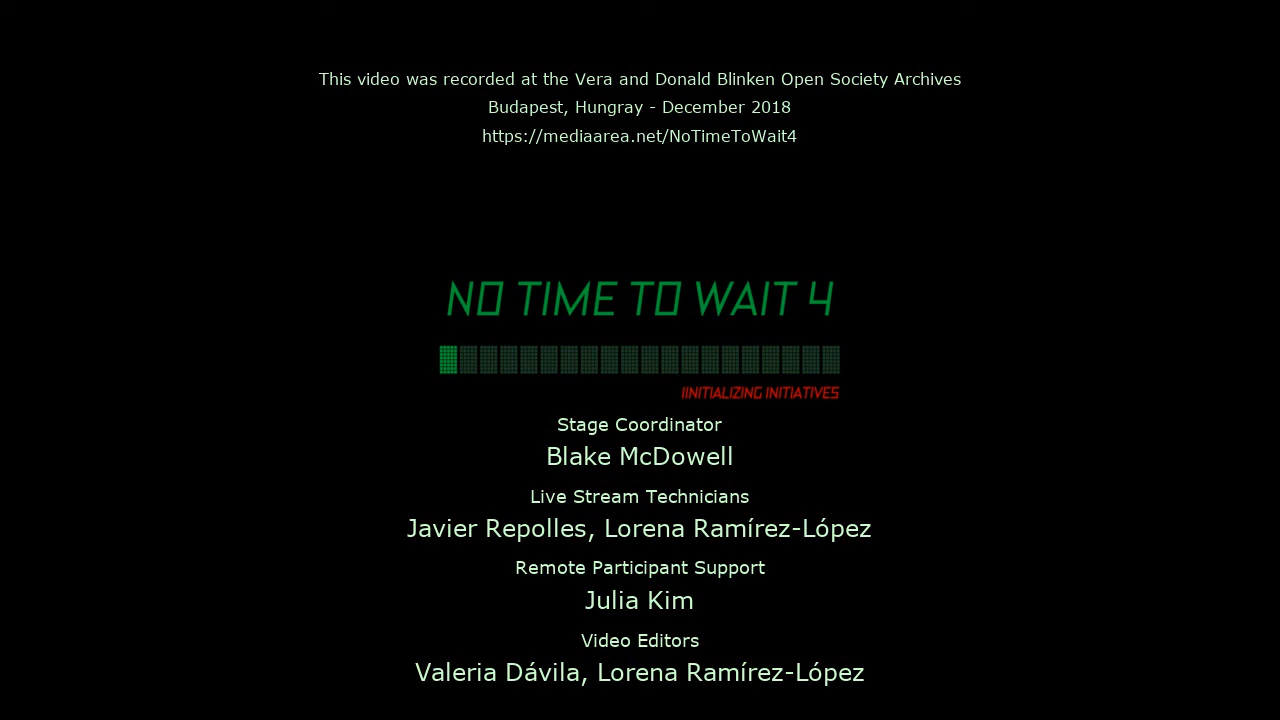 This video was recorded at the Vera and Donald Blinken Open Society Archives
Budapest, Hungray - December 2018
https://mediaarea.net/NoTimeToWait4
NO TIME TO WAIT 4
IINITIALIZING INITIATIVES
Stage Coordinator
Blake McDowell
Live Stream Technicians
Javier Repolles, Lorena Ramírez-López
Remote Participant Support
Julia Kim
Video Editors
Valeria Dávila, Lorena Ramírez-López